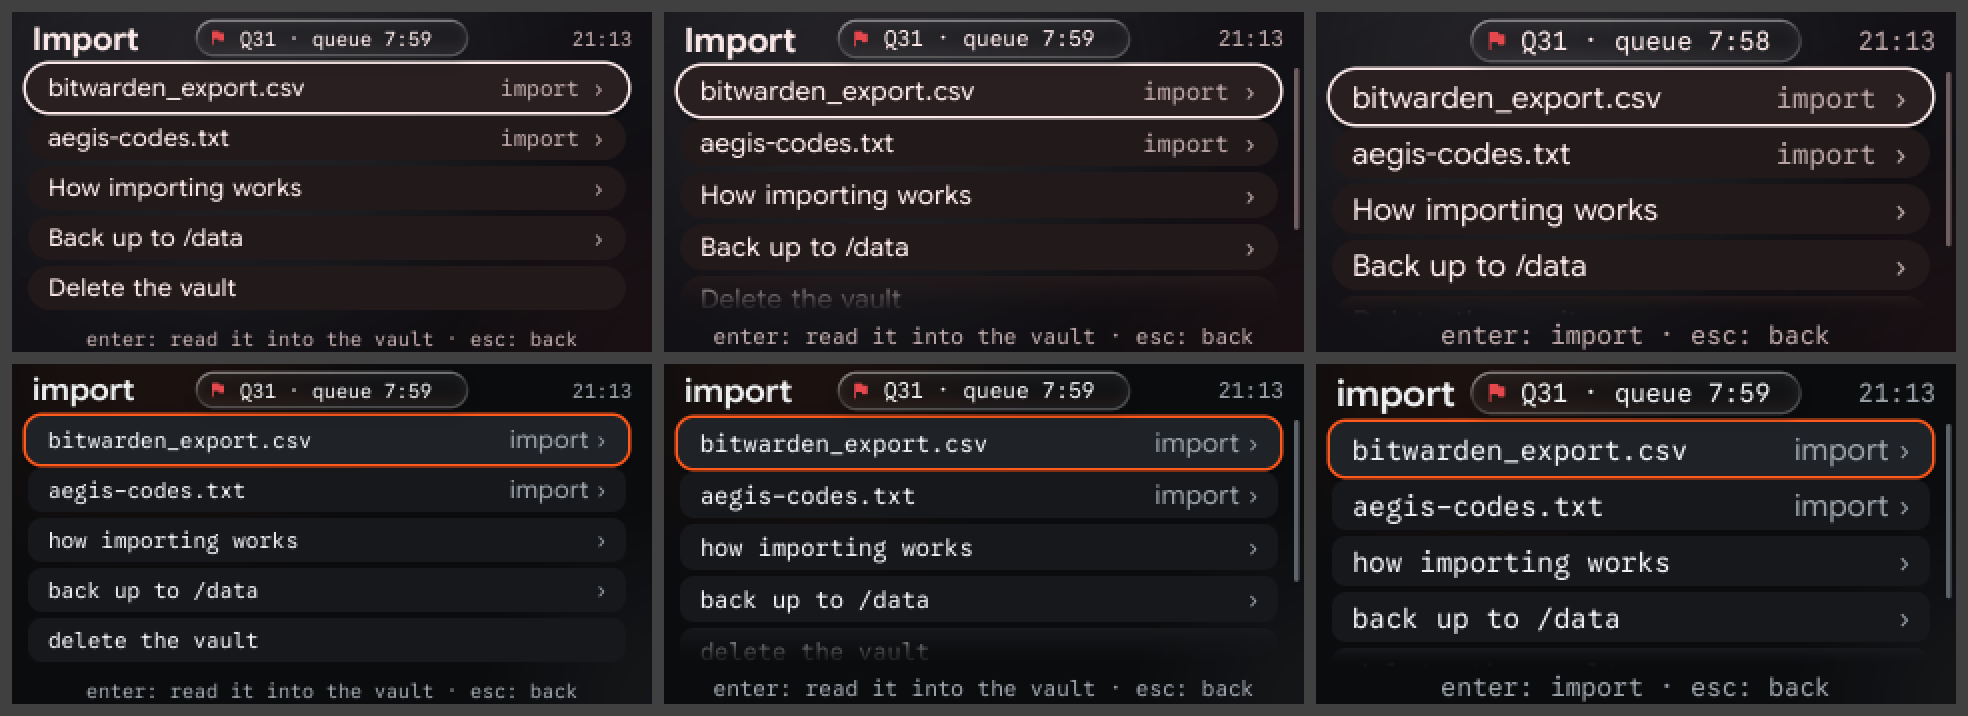 Import Q31 · queue 7:59 21:13
bitwarden_export.csv import ›
aegis-codes.txt import ›
How importing works ›
Back up to /data ›
Delete the vault
enter: read it into the vault · esc: back
Import Q31 · queue 7:59 21:13
bitwarden_export.csv import ›
aegis-codes.txt import ›
How importing works ›
Back up to /data ›
Delete the vault
enter: read it into the vault · esc: back
Q31 · queue 7:58 21:13
bitwarden_export.csv import ›
aegis-codes.txt import ›
How importing works ›
Back up to /data ›
enter: import · esc: back
import Q31 · queue 7:59 21:13
bitwarden_export.csv import ›
aegis-codes.txt import ›
how importing works ›
back up to /data ›
delete the vault
enter: read it into the vault · esc: back
import Q31 · queue 7:59 21:13
bitwarden_export.csv import ›
aegis-codes.txt import ›
how importing works ›
back up to /data ›
delete the vault
enter: read it into the vault · esc: back
import Q31 · queue 7:59 21:13
bitwarden_export.csv import ›
aegis-codes.txt import ›
how importing works ›
back up to /data ›
enter: import · esc: back